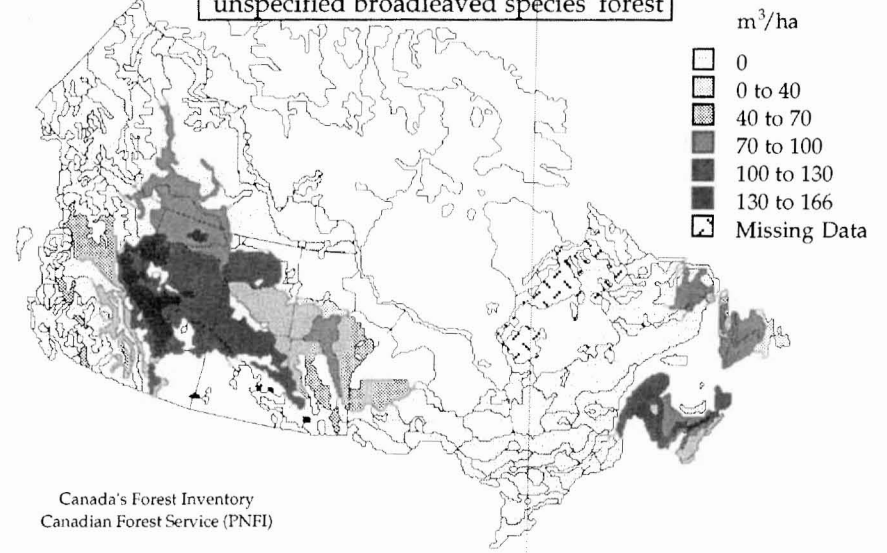 unspecified broadleaved species forest
m³/ha
0
0 to 40
40 to 70
70 to 100
100 to 130
130 to 166
Missing Data
Canada's Forest Inventory
Canadian Forest Service (PNFI)